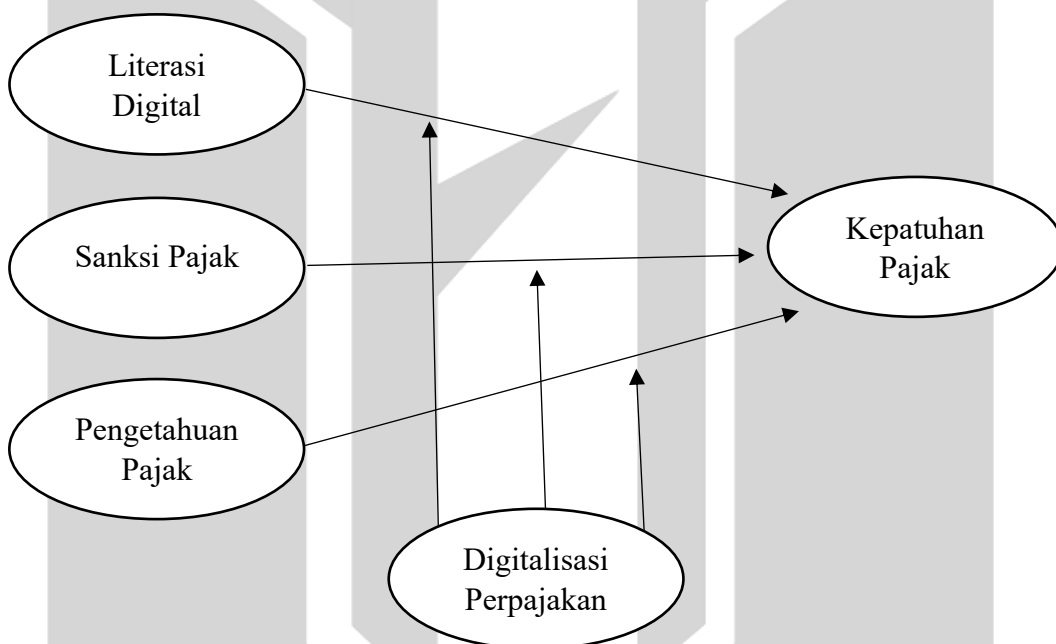 Literasi
Digital
Sanksi Pajak
Kepatuhan
Pajak
Pengetahuan
Pajak
Digitalisasi
Perpajakan